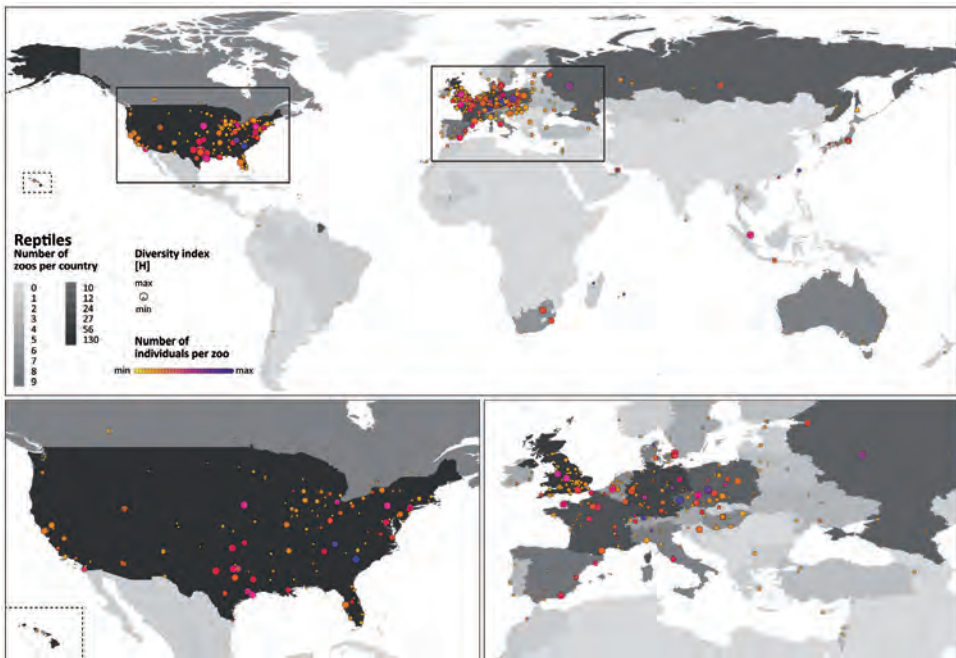 Reptiles
Number of
zoos per country
0
1
2
3
4
5
6
7
8
9
10
12
24
27
56
130
Diversity index
[H]
max
min
Number of
individuals per zoo
min max